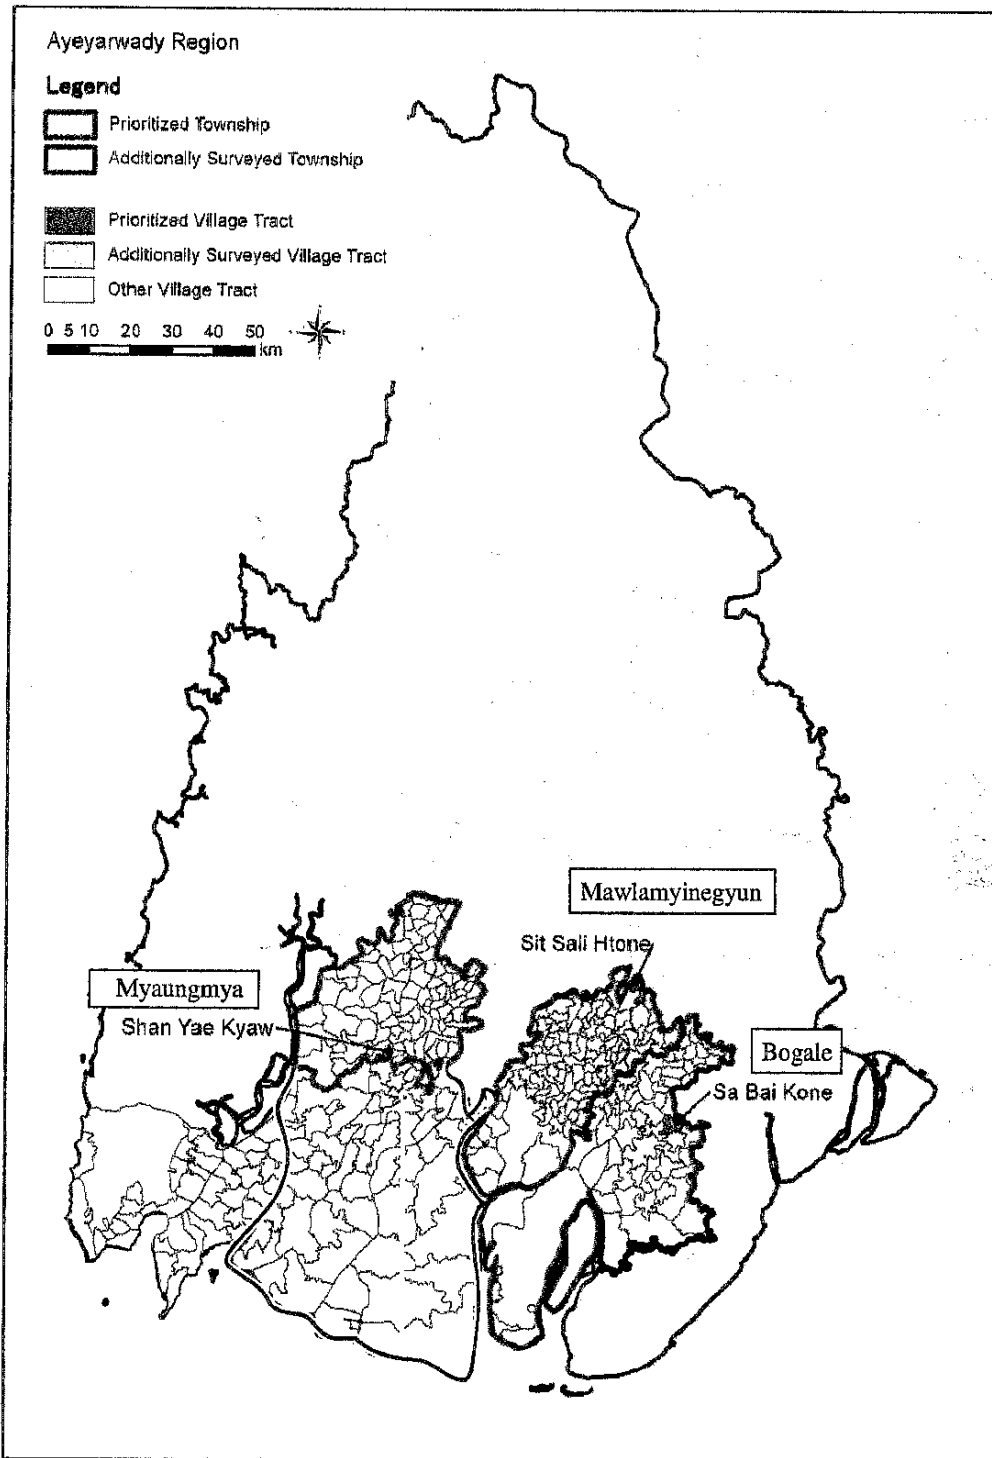 Ayeyarwady Region
Legend
Prioritized Township
Additionally Surveyed Township
Prioritized Village Tract
Additionally Surveyed Village Tract
Other Village Tract
0 5 10 20 30 40 50
km
Mawlamyinegyun
Sit Sali Htone
Myaungmya
Shan Yae Kyaw
Bogale
Sa Bai Kone